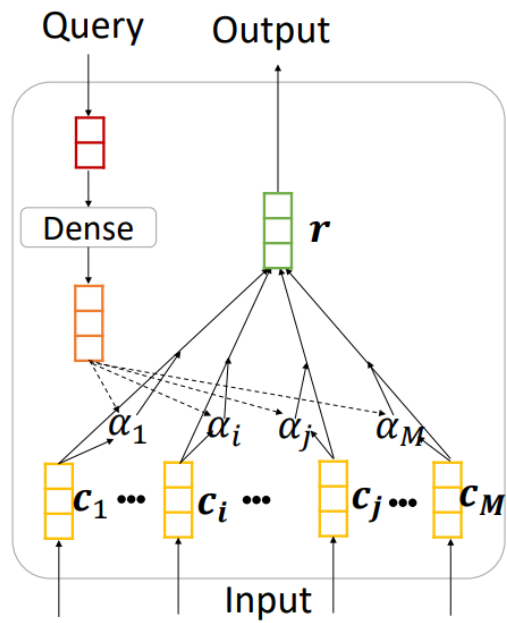 Query Output
Dense
r
α1 αi αj αM
c1 ••• ci ••• cj ••• cM
Input